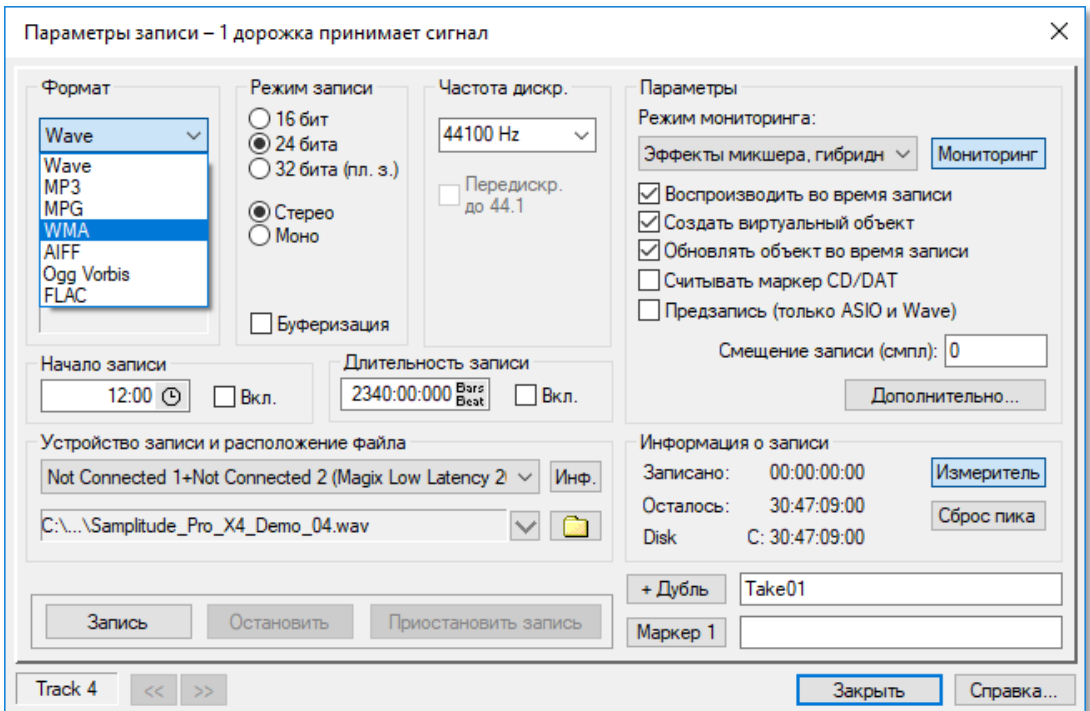 Параметры записи – 1 дорожка принимает сигнал
Формат
Wave
Wave
MP3
MPG
WMA
AIFF
Ogg Vorbis
FLAC
Режим записи
16 бит
24 бита
32 бита (пл. з.)
Стерео
Моно
Буферизация
Частота дискр.
44100 Hz
Передискр.
до 44.1
Параметры
Режим мониторинга:
Эффекты микшера, гибридн
Мониторинг
Воспроизводить во время записи
Создать виртуальный объект
Обновлять объект во время записи
Считывать маркер CD/DAT
Предзапись (только ASIO и Wave)
Смещение записи (смпл): 0
Дополнительно...
Начало записи
12:00
Вкл.
Длительность записи
2340:00:000 Bars
Beat
Вкл.
Устройство записи и расположение файла
Not Connected 1+Not Connected 2 (Magix Low Latency 2
Инф.
C:\...\Samplitude_Pro_X4_Demo_04.wav
Информация о записи
Записано: 00:00:00:00
Измеритель
Осталось: 30:47:09:00
Сброс пика
Disk C: 30:47:09:00
+ Дубль Take01
Маркер 1
Запись Остановить Приостановить запись
Track 4 << >> Закрыть Справка...